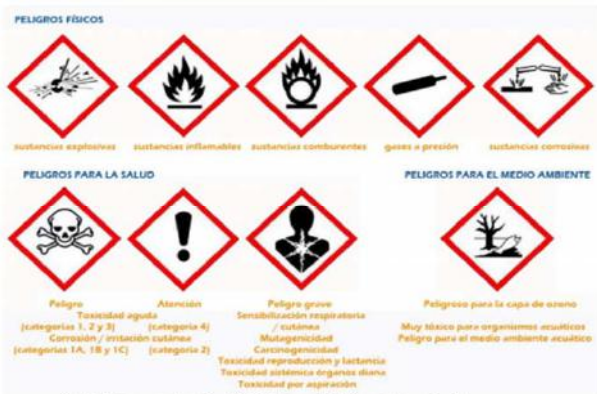 PELIGROS FÍSICOS
sustancias explosivas sustancias inflamables sustancias comburentes gases a presión sustancias corrosivas
PELIGROS PARA LA SALUD PELIGROS PARA EL MEDIO AMBIENTE
Peligro Atención
Toxicidad aguda
(categorías 1, 2 y 3) (categoría 4)
Corrosión / irritación cutánea
(categorías 1A, 1B y 1C) (categoría 2)
Peligro grave
Sensibilización respiratoria
/ cutánea
Mutagenicidad
Carcinogenicidad
Toxicidad reproducción y lactancia
Toxicidad sistémica órganos diana
Toxicidad por aspiración
Peligroso para la capa de ozono
Muy tóxico para organismos acuáticos
Peligro para el medio ambiente acuático